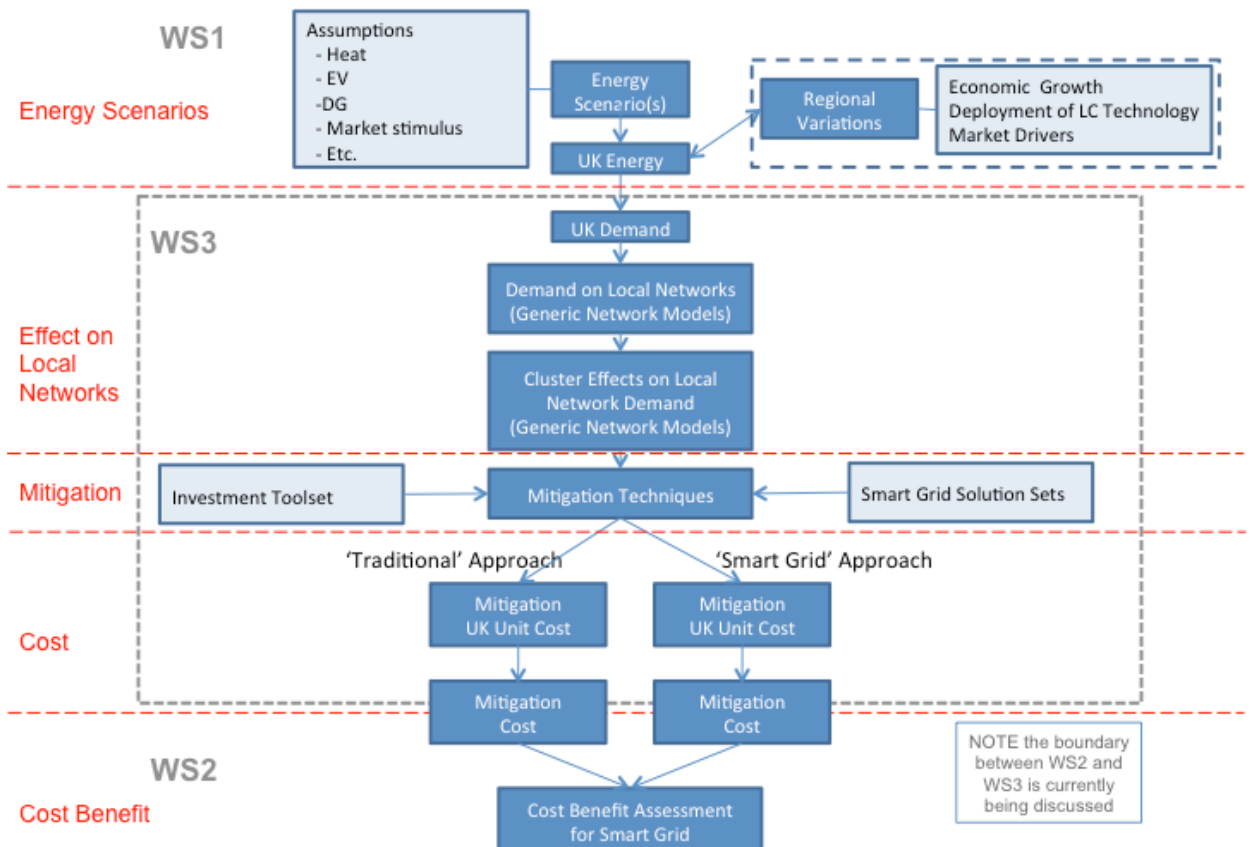 WS1
Energy Scenarios
Assumptions
- Heat
- EV
-DG
- Market stimulus
- Etc.
Energy
Scenario(s)
UK Energy
Regional
Variations
Economic Growth
Deployment of LC Technology
Market Drivers
WS3
Effect on
Local
Networks
UK Demand
Demand on Local Networks
(Generic Network Models)
Cluster Effects on Local
Network Demand
(Generic Network Models)
Mitigation
Investment Toolset
Mitigation Techniques
Smart Grid Solution Sets
'Traditional' Approach
'Smart Grid' Approach
Cost
Mitigation
UK Unit Cost
Mitigation
UK Unit Cost
Mitigation
Cost
Mitigation
Cost
WS2
Cost Benefit
Cost Benefit Assessment
for Smart Grid
NOTE the boundary
between WS2 and
WS3 is currently
being discussed